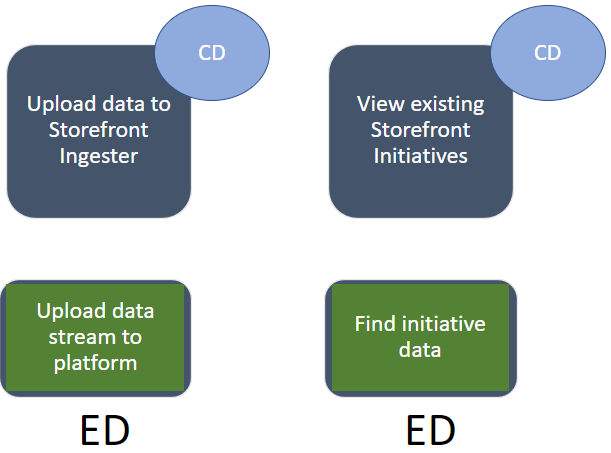 CD
Upload data to
Storefront
Ingester
CD
View existing
Storefront
Initiatives
Upload data
stream to
platform
ED
Find initiative
data
ED